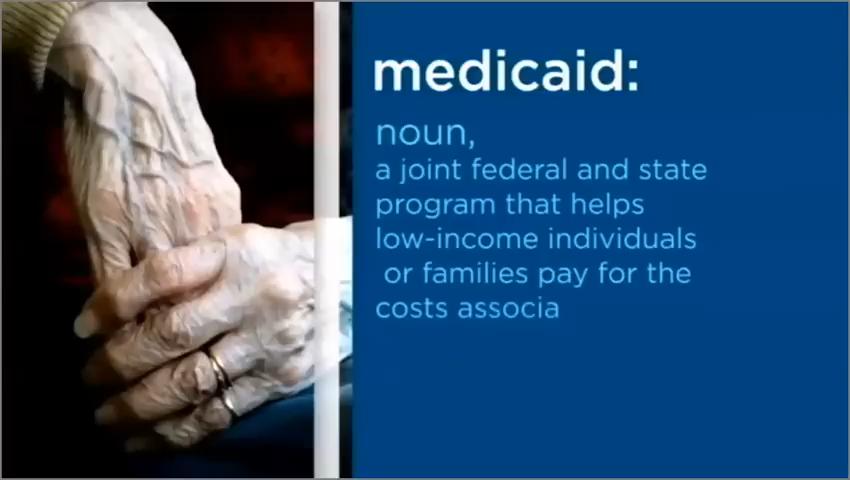 medicaid:
noun,
a joint federal and state
program that helps
low-income individuals
or families pay for the
costs associa